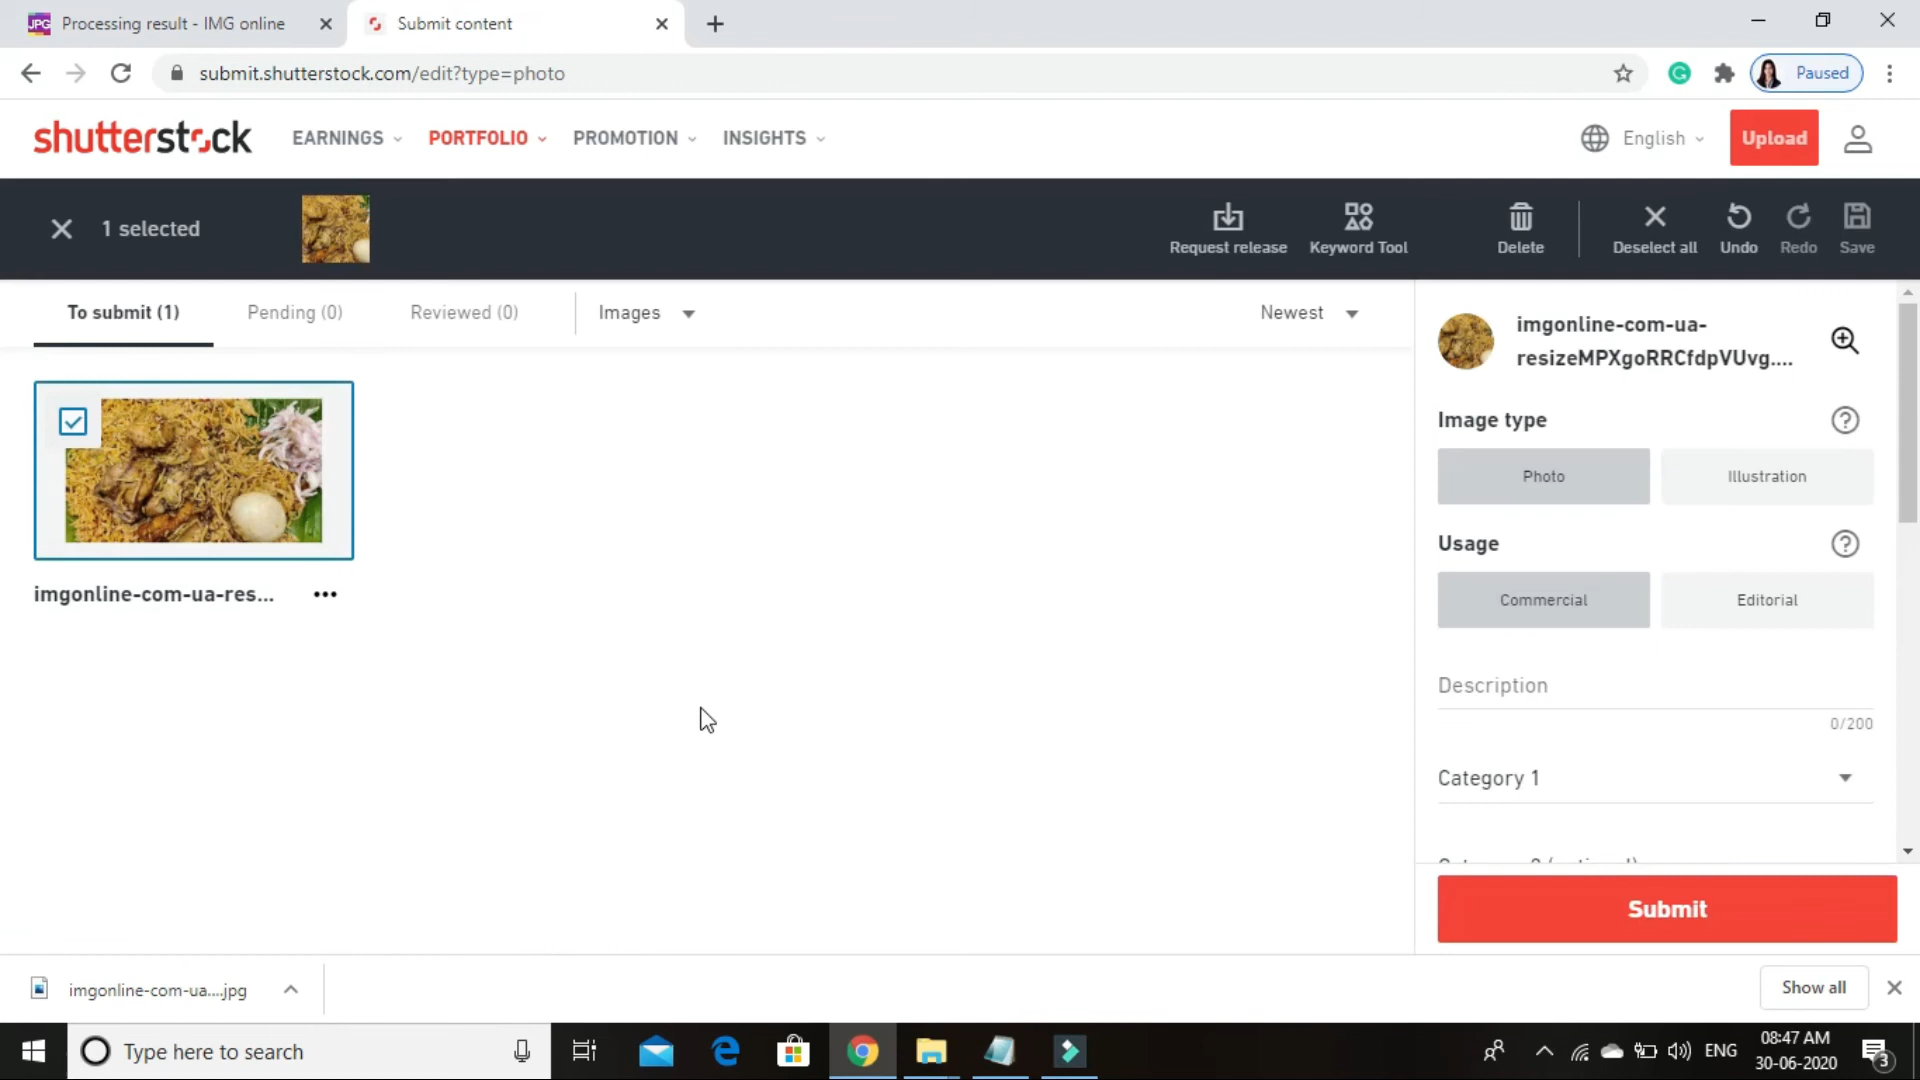 JPG Processing result - IMG online
Submit content
submit.shutterstock.com/edit?type=photo
G
Paused
shutterstock
EARNINGS
PORTFOLIO
PROMOTION
INSIGHTS
English
Upload
1 selected
Request release
Keyword Tool
Delete
Deselect all
Undo
Redo
Save
To submit (1)
Pending (0)
Reviewed (0)
Images
Newest
imgonline-com-ua-res...
imgonline-com-ua-
resizeMPXgoRRCfdpVUvg....
Image type
?
Photo
Illustration
Usage
?
Commercial
Editorial
Description
0/200
Category 1
Submit
imgonline-com-ua....jpg
Show all
Type here to search
ENG
08:47 AM
30-06-2020
3